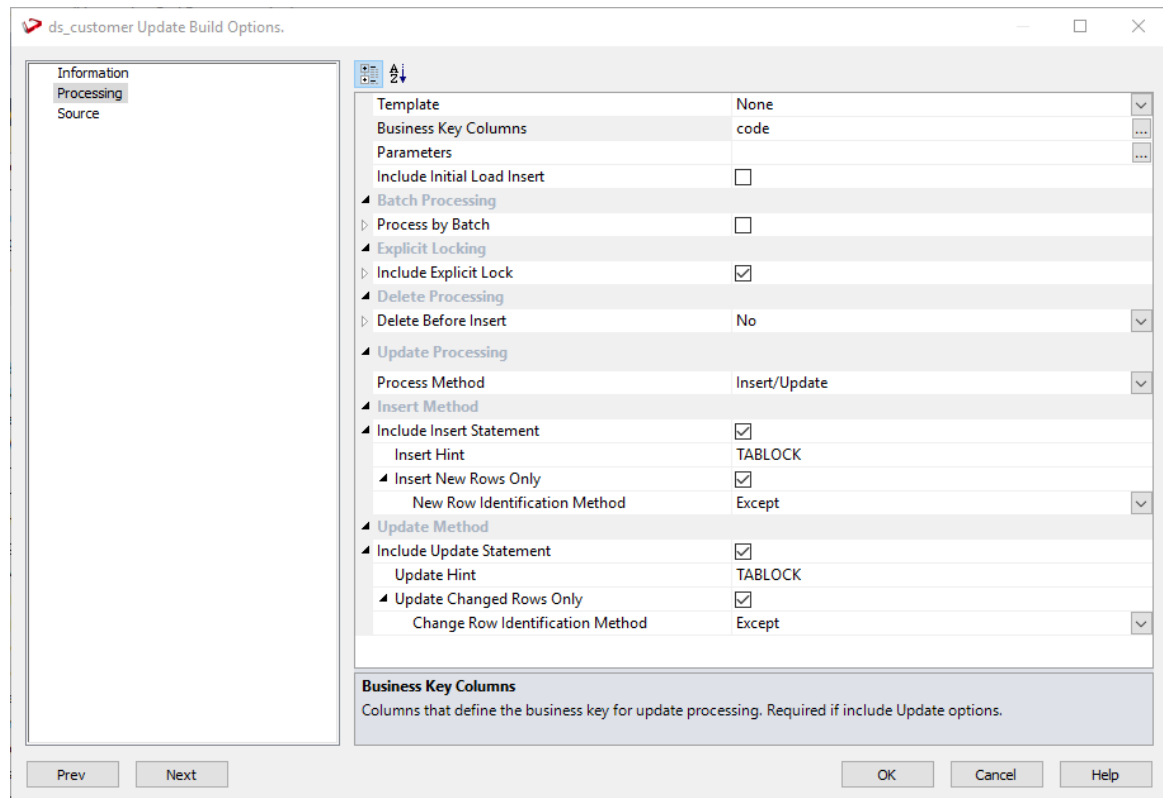 ds_customer Update Build Options.
Information
Processing
Source
Template None
Business Key Columns code
Parameters
Include Initial Load Insert
Batch Processing
Process by Batch
Explicit Locking
Include Explicit Lock
Delete Processing
Delete Before Insert No
Update Processing
Process Method Insert/Update
Insert Method
Include Insert Statement
Insert Hint TABLOCK
Insert New Rows Only
New Row Identification Method Except
Update Method
Include Update Statement
Update Hint TABLOCK
Update Changed Rows Only
Change Row Identification Method Except
Business Key Columns
Columns that define the business key for update processing. Required if include Update options.
Prev Next OK Cancel Help